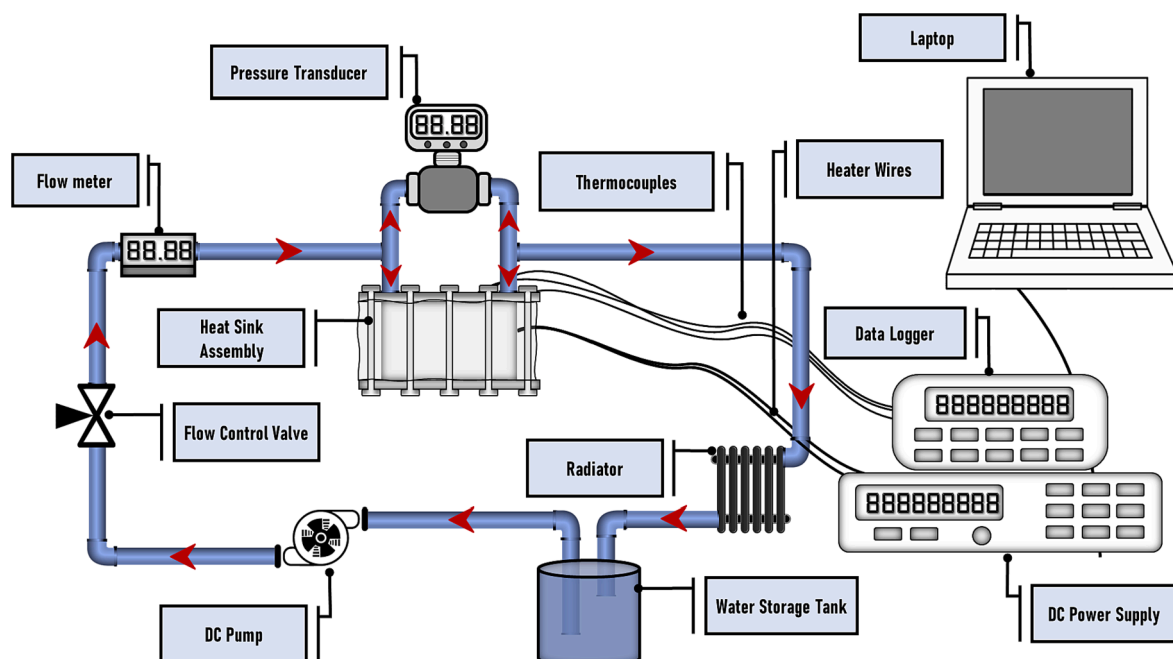 Laptop
Pressure Transducer
Flow meter
Thermocouples
Heater Wires
88.88
88.88
Heat Sink
Assembly
Data Logger
888888888
Flow Control Valve
Radiator
888888888
DC Pump
Water Storage Tank
DC Power Supply